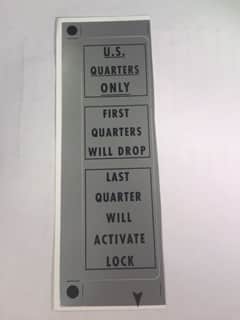 U.S.
QUARTERS
ONLY
FIRST
QUARTERS
WILL DROP
LAST
QUARTER
WILL
ACTIVATE
LOCK